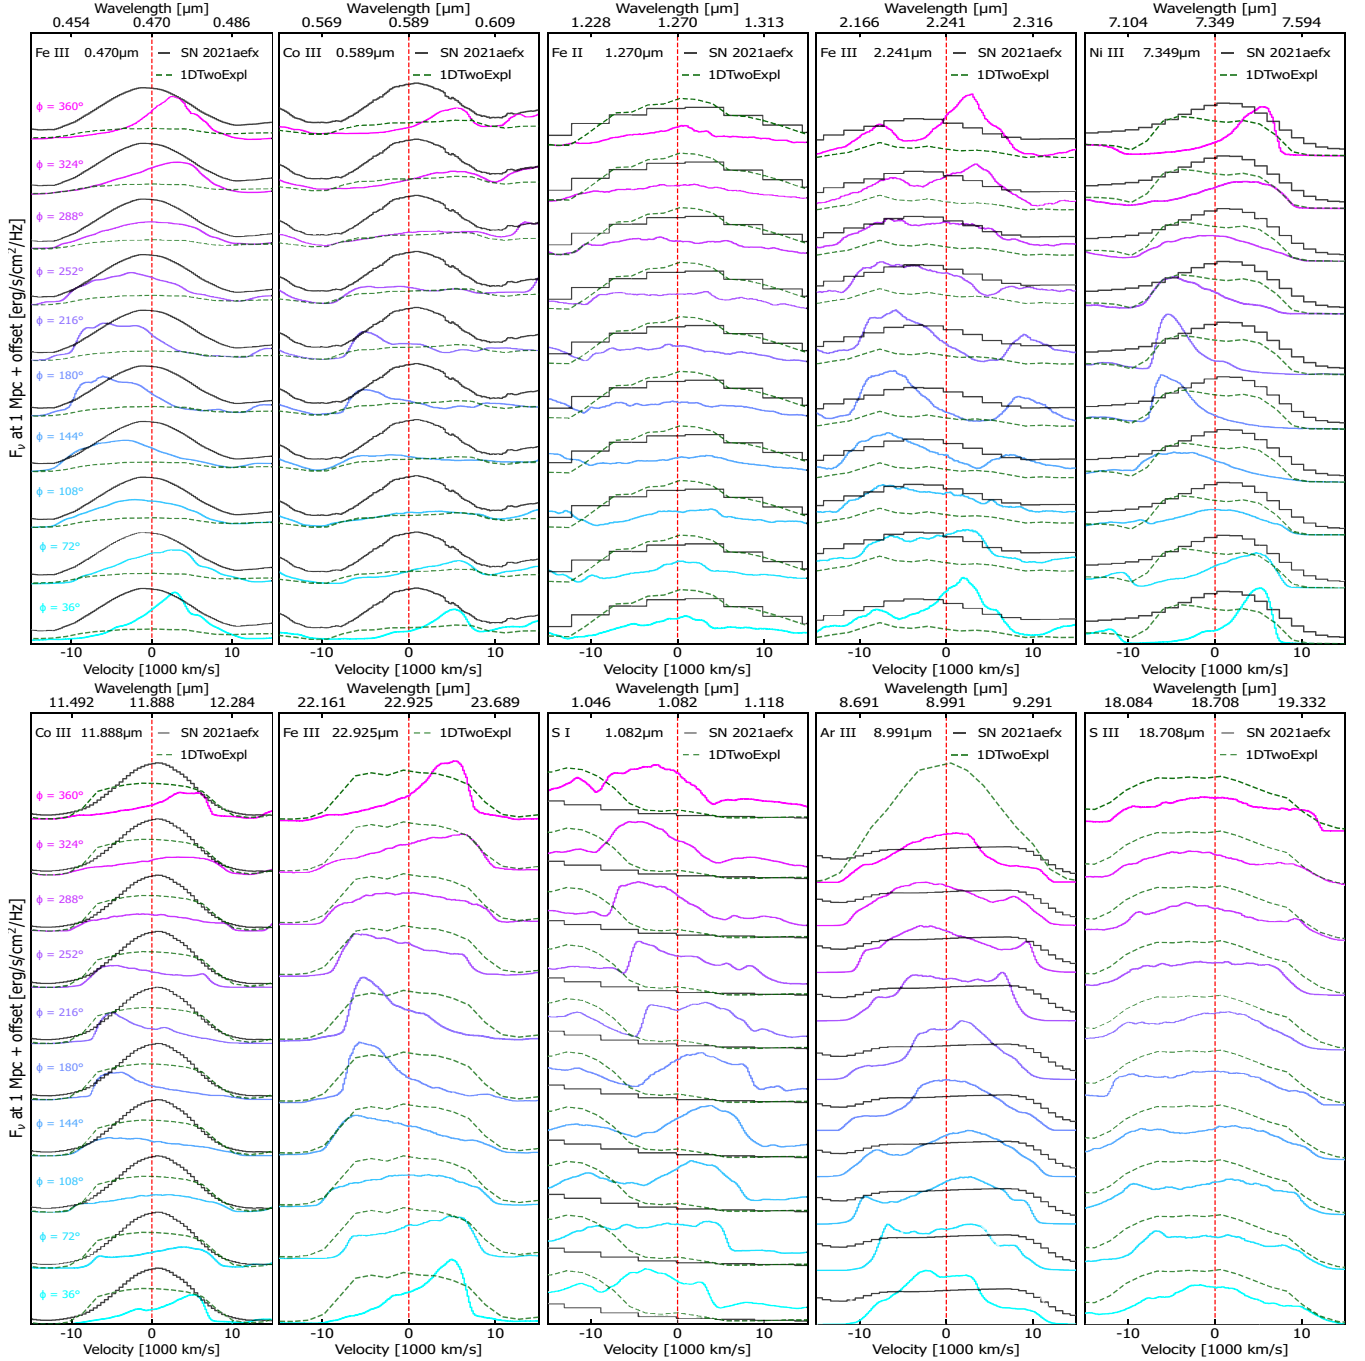 Wavelength [μm] Wavelength [μm] Wavelength [μm] Wavelength [μm] Wavelength [μm]
0.454 0.470 0.486 0.569 0.589 0.609 1.228 1.270 1.313 2.166 2.241 2.316 7.104 7.349 7.594
Fe III 0.470μm SN 2021aefx Co III 0.589μm SN 2021aefx Fe II 1.270μm SN 2021aefx Fe III 2.241μm SN 2021aefx Ni III 7.349μm SN 2021aefx
1DTwoExpl 1DTwoExpl 1DTwoExpl 1DTwoExpl 1DTwoExpl
ϕ = 360°
ϕ = 324°
ϕ = 288°
ϕ = 252°
ϕ = 216°
ϕ = 180°
ϕ = 144°
ϕ = 108°
ϕ = 72°
ϕ = 36°
F_ν at 1 Mpc + offset [erg/s/cm²/Hz]
-10 0 10 -10 0 10 -10 0 10 -10 0 10 -10 0 10
Velocity [1000 km/s] Velocity [1000 km/s] Velocity [1000 km/s] Velocity [1000 km/s] Velocity [1000 km/s]
Wavelength [μm] Wavelength [μm] Wavelength [μm] Wavelength [μm] Wavelength [μm]
11.492 11.888 12.284 22.161 22.925 23.689 1.046 1.082 1.118 8.691 8.991 9.291 18.084 18.708 19.332
Co III 11.888μm SN 2021aefx Fe III 22.925μm 1DTwoExpl S I 1.082μm SN 2021aefx Ar III 8.991μm SN 2021aefx S III 18.708μm SN 2021aefx
1DTwoExpl 1DTwoExpl 1DTwoExpl 1DTwoExpl
ϕ = 360°
ϕ = 324°
ϕ = 288°
ϕ = 252°
ϕ = 216°
ϕ = 180°
ϕ = 144°
ϕ = 108°
ϕ = 72°
ϕ = 36°
F_ν at 1 Mpc + offset [erg/s/cm²/Hz]
-10 0 10 -10 0 10 -10 0 10 -10 0 10 -10 0 10
Velocity [1000 km/s] Velocity [1000 km/s] Velocity [1000 km/s] Velocity [1000 km/s] Velocity [1000 km/s]